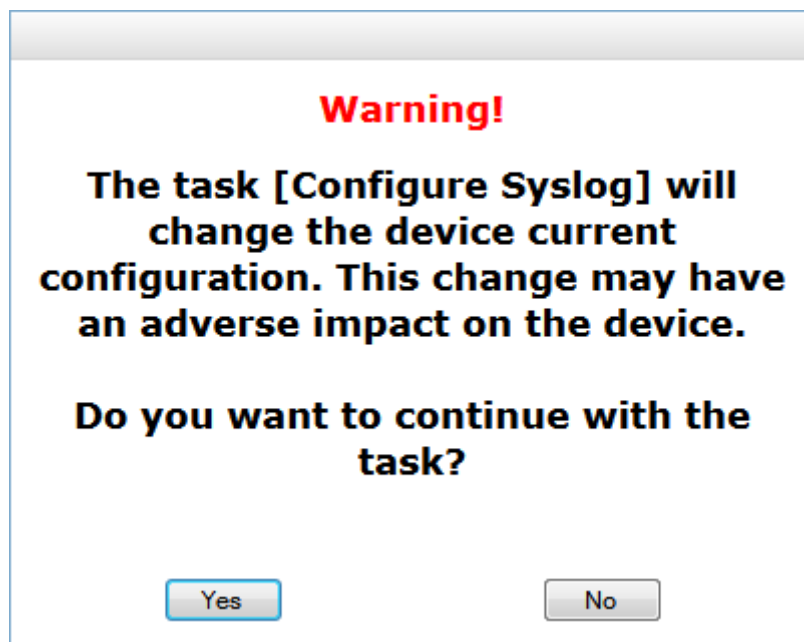 Warning!
The task [Configure Syslog] will
change the device current
configuration. This change may have
an adverse impact on the device.
Do you want to continue with the
task?
Yes
No